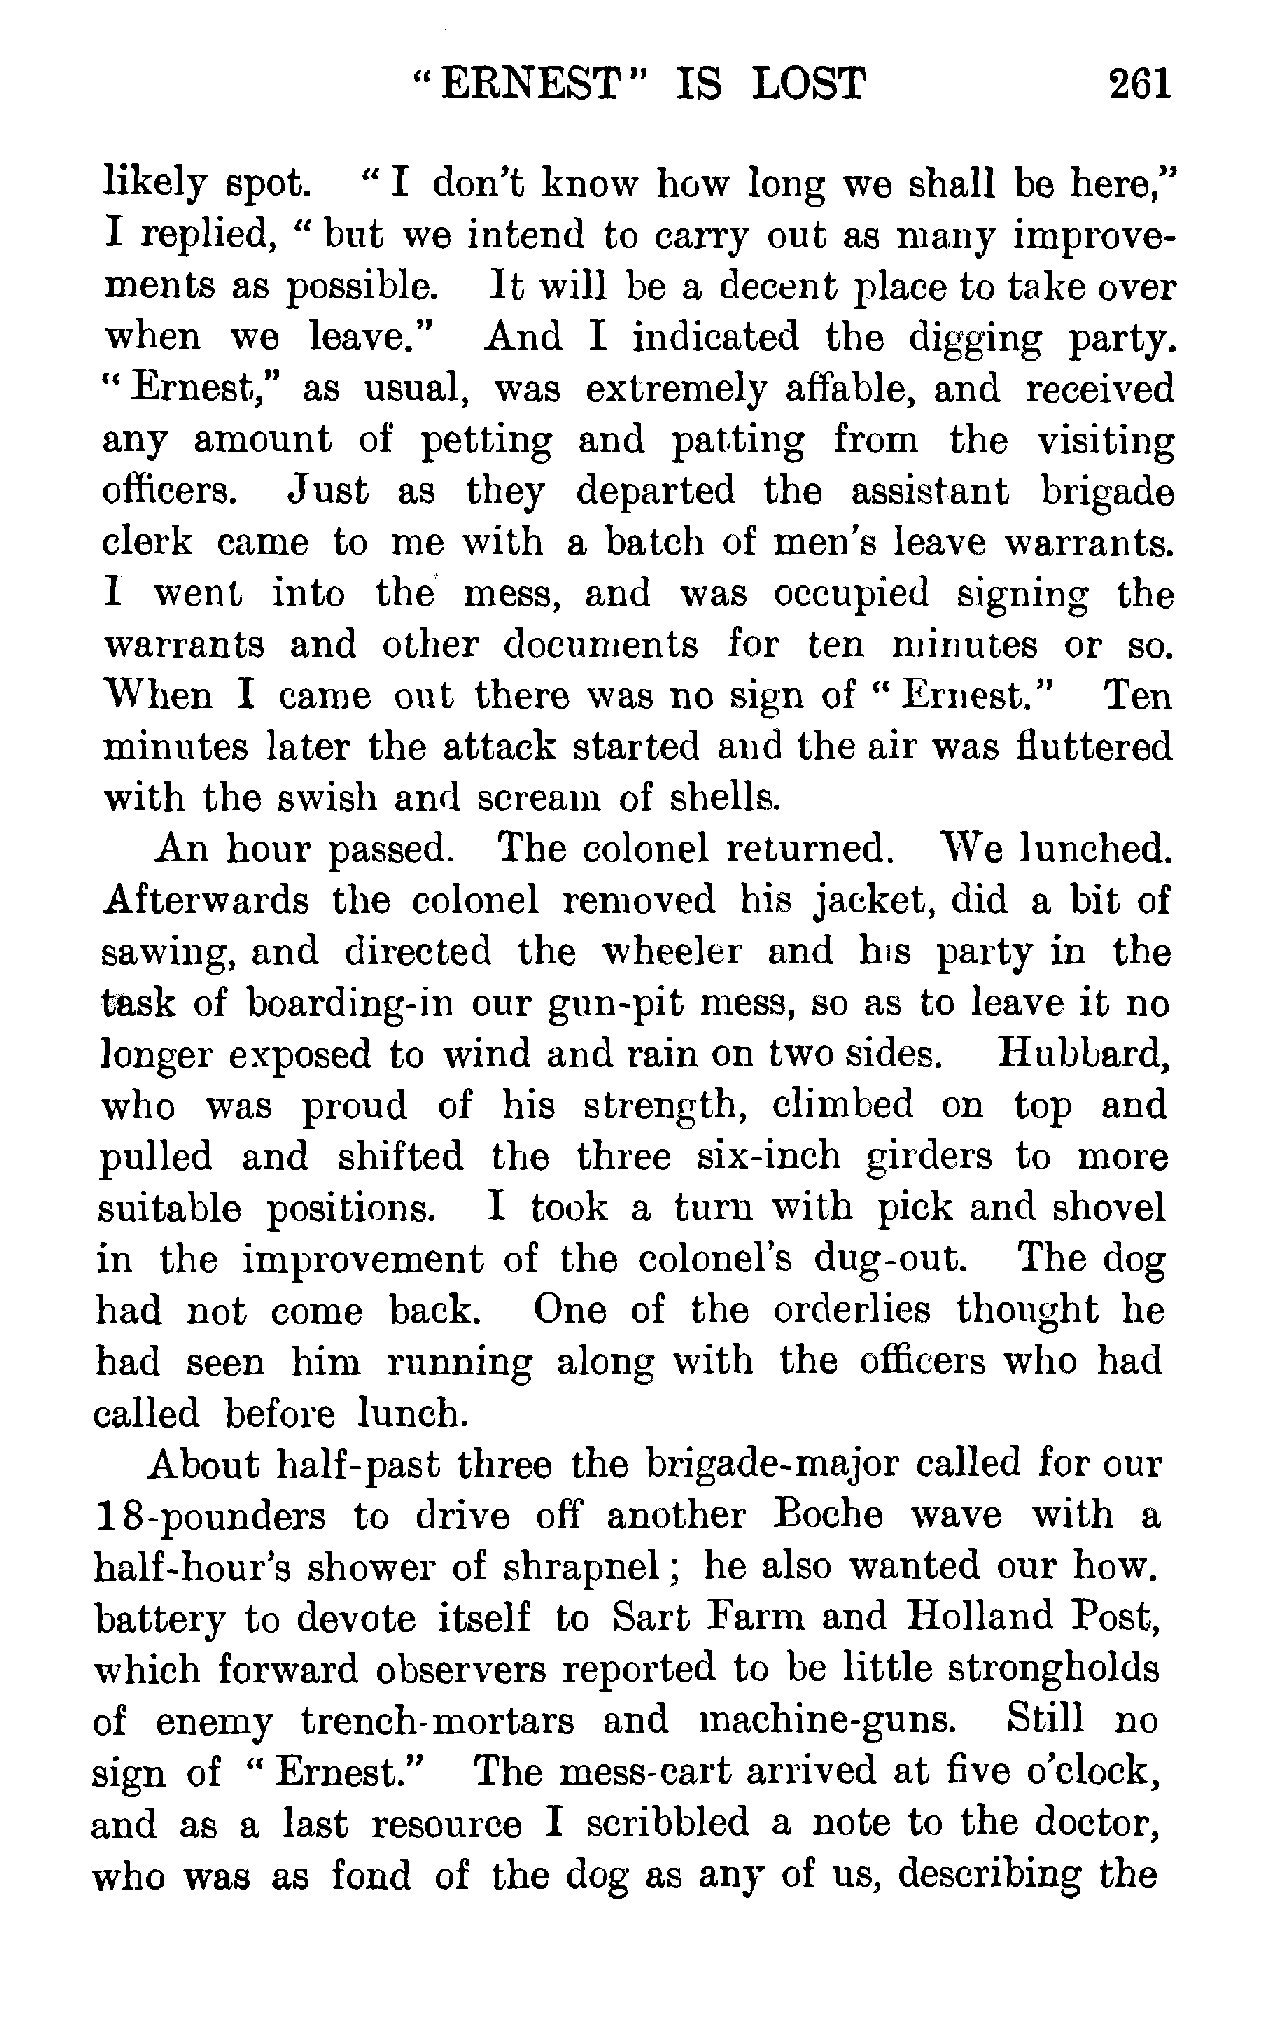 "ERNEST" IS LOST 261
likely spot. "I don't know how long we shall be here,"
I replied, "but we intend to carry out as many improve-
ments as possible. It will be a decent place to take over
when we leave." And I indicated the digging party.
"Ernest," as usual, was extremely affable, and received
any amount of petting and patting from the visiting
officers. Just as they departed the assistant brigade
clerk came to me with a batch of men's leave warrants.
I went into the mess, and was occupied signing the
warrants and other documents for ten minutes or so.
When I came out there was no sign of "Ernest." Ten
minutes later the attack started and the air was fluttered
with the swish and scream of shells.
An hour passed. The colonel returned. We lunched.
Afterwards the colonel removed his jacket, did a bit of
sawing, and directed the wheeler and his party in the
task of boarding-in our gun-pit mess, so as to leave it no
longer exposed to wind and rain on two sides. Hubbard,
who was proud of his strength, climbed on top and
pulled and shifted the three six-inch girders to more
suitable positions. I took a turn with pick and shovel
in the improvement of the colonel's dug-out. The dog
had not come back. One of the orderlies thought he
had seen him running along with the officers who had
called before lunch.
About half-past three the brigade-major called for our
18-pounders to drive off another Boche wave with a
half-hour's shower of shrapnel; he also wanted our how.
battery to devote itself to Sart Farm and Holland Post,
which forward observers reported to be little strongholds
of enemy trench-mortars and machine-guns. Still no
sign of "Ernest." The mess-cart arrived at five o'clock,
and as a last resource I scribbled a note to the doctor,
who was as fond of the dog as any of us, describing the